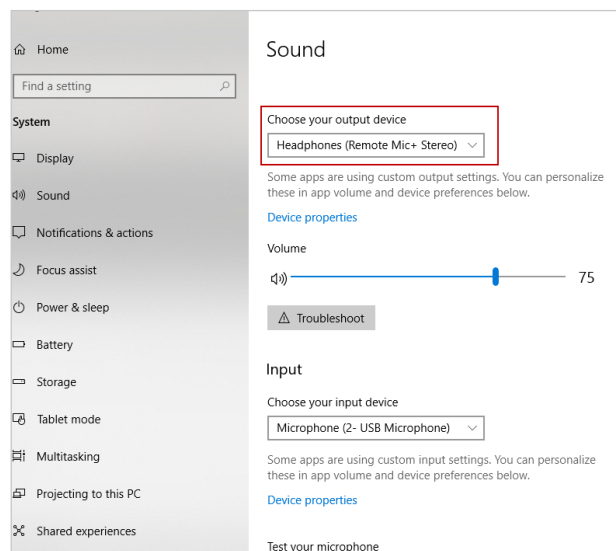 Home
Find a setting
System
Display
Sound
Notifications & actions
Focus assist
Power & sleep
Battery
Storage
Tablet mode
Multitasking
Projecting to this PC
Shared experiences
Sound
Choose your output device
Headphones (Remote Mic+ Stereo)
Some apps are using custom output settings. You can personalize
these in app volume and device preferences below.
Device properties
Volume
75
Troubleshoot
Input
Choose your input device
Microphone (2- USB Microphone)
Some apps are using custom input settings. You can personalize
these in app volume and device preferences below.
Device properties
Test your microphone